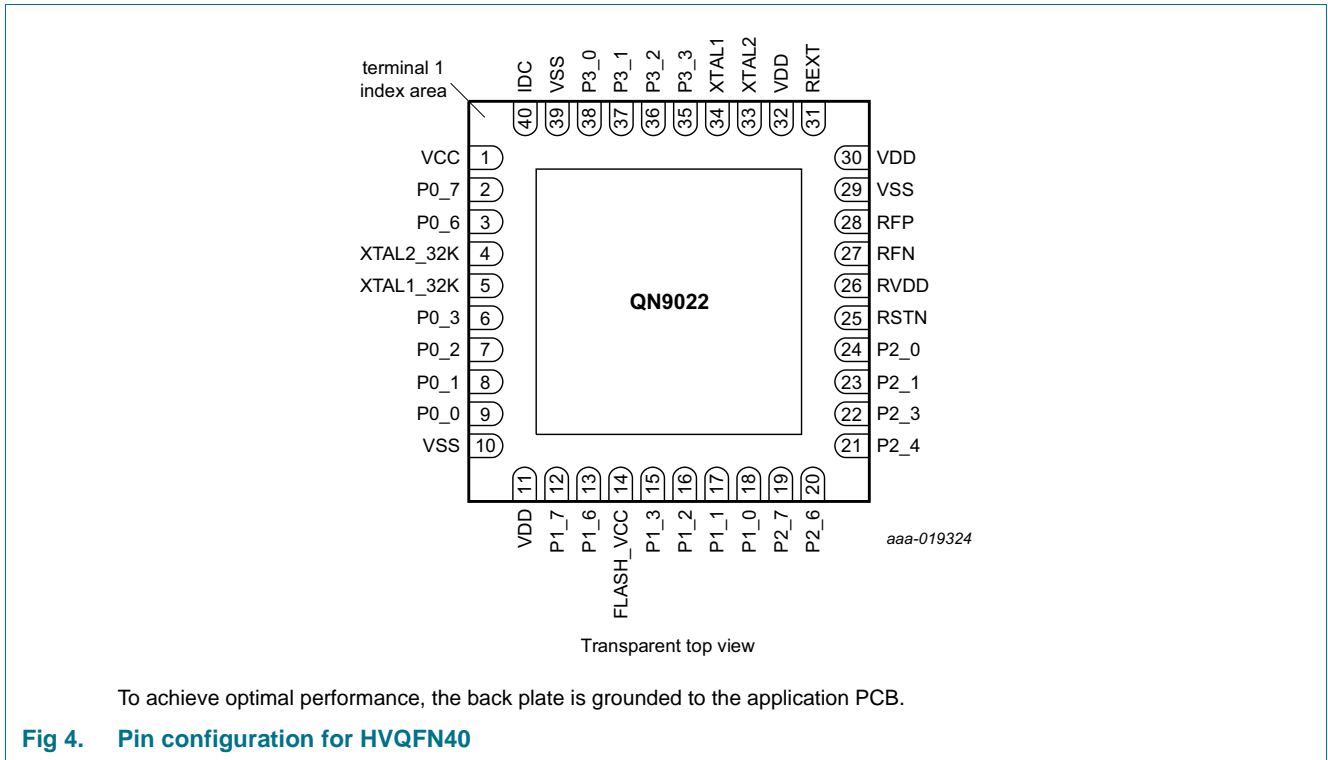 terminal 1
index area
IDC
VSS
P3_0
P3_1
P3_2
P3_3
XTAL1
XTAL2
VDD
REXT
40
39
38
37
36
35
34
33
32
31
VCC 1
P0_7 2
P0_6 3
XTAL2_32K 4
XTAL1_32K 5
P0_3 6
P0_2 7
P0_1 8
P0_0 9
VSS 10
QN9022
30 VDD
29 VSS
28 RFP
27 RFN
26 RVDD
25 RSTN
24 P2_0
23 P2_1
22 P2_3
21 P2_4
11
12
13
14
15
16
17
18
19
20
VDD
P1_7
P1_6
FLASH_VCC
P1_3
P1_2
P1_1
P1_0
P2_7
P2_6
aaa-019324
Transparent top view
To achieve optimal performance, the back plate is grounded to the application PCB.
Fig 4. Pin configuration for HVQFN40